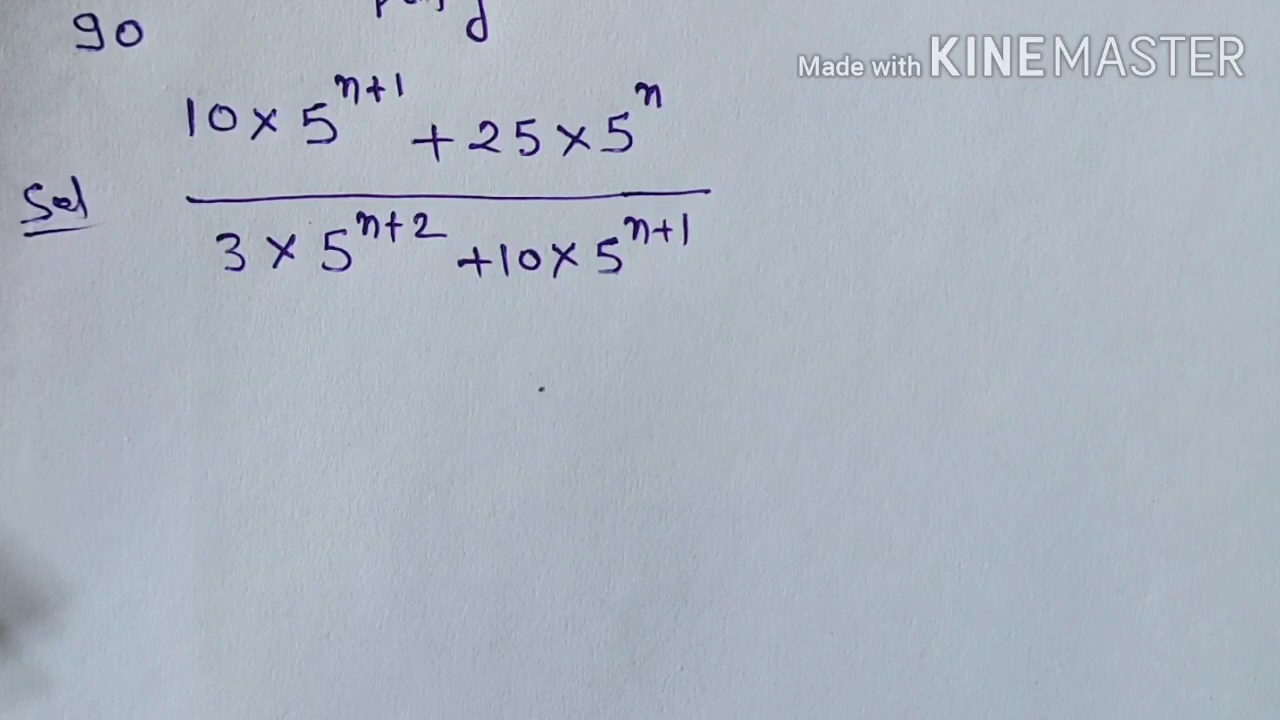 90
Made with KINEMASTER
10 × 5^{n+1} + 25 × 5^n
Sol
3 × 5^{n+2} + 10 × 5^{n+1}